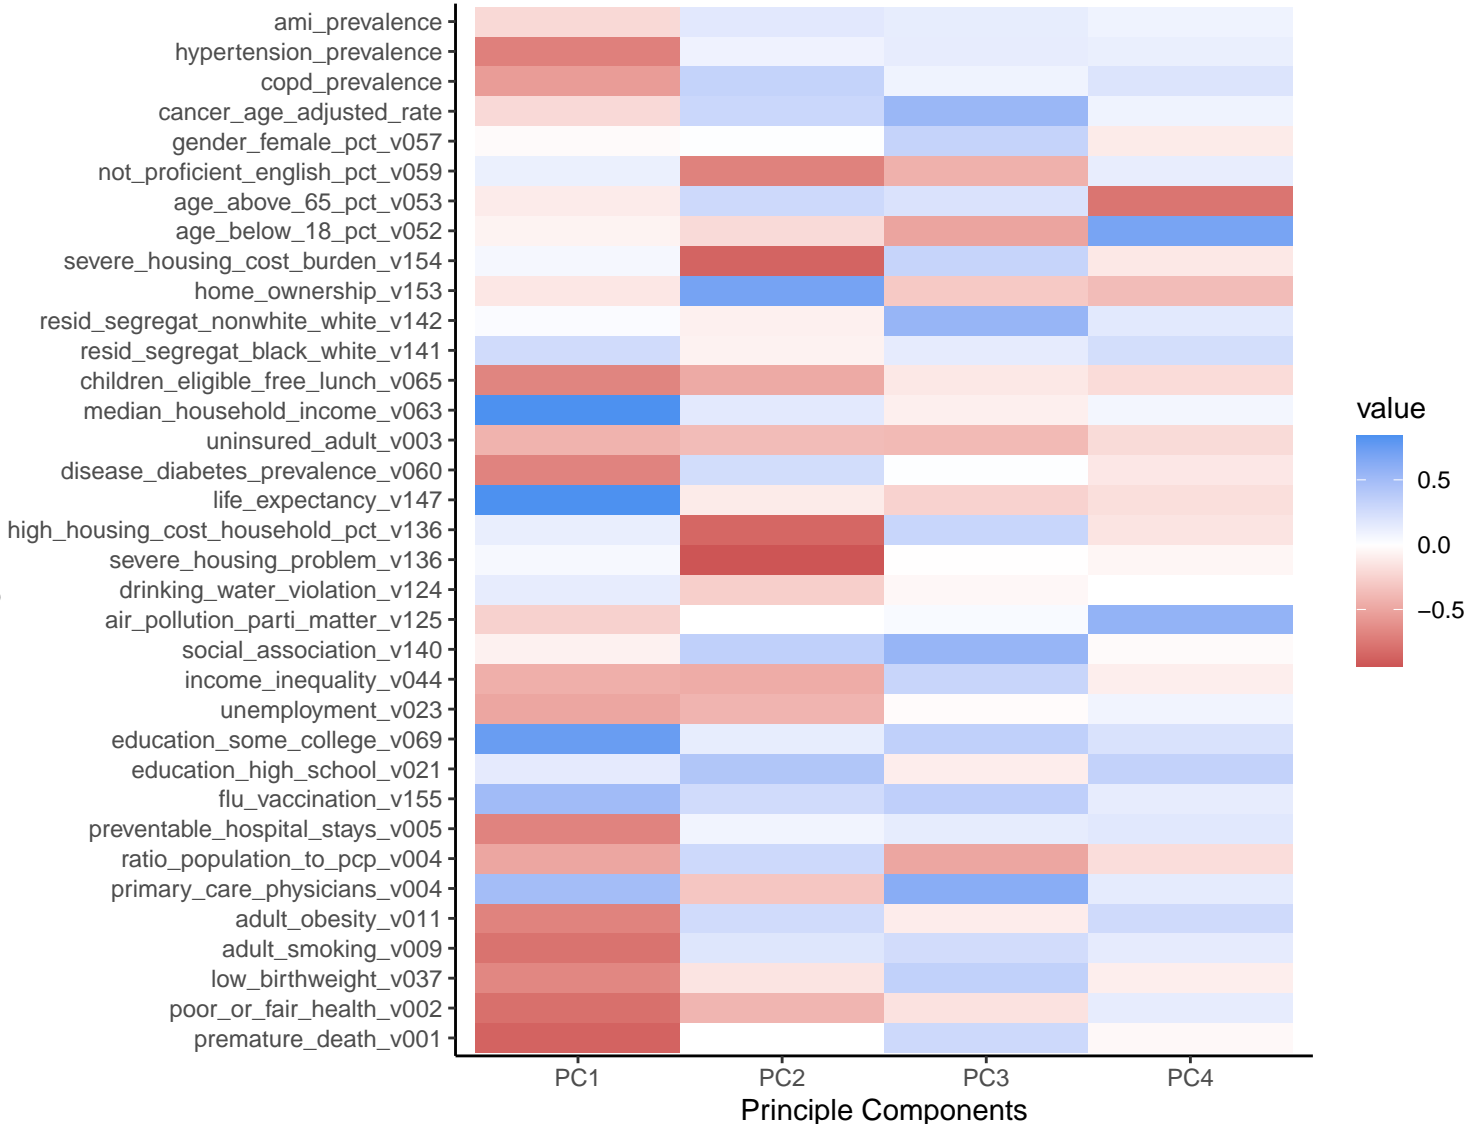 ami_prevalence
hypertension_prevalence
copd_prevalence
cancer_age_adjusted_rate
gender_female_pct_v057
not_proficient_english_pct_v059
age_above_65_pct_v053
age_below_18_pct_v052
severe_housing_cost_burden_v154
home_ownership_v153
resid_segregat_nonwhite_white_v142
resid_segregat_black_white_v141
children_eligible_free_lunch_v065
median_household_income_v063
uninsured_adult_v003
disease_diabetes_prevalence_v060
life_expectancy_v147
high_housing_cost_household_pct_v136
severe_housing_problem_v136
drinking_water_violation_v124
air_pollution_parti_matter_v125
social_association_v140
income_inequality_v044
unemployment_v023
education_some_college_v069
education_high_school_v021
flu_vaccination_v155
preventable_hospital_stays_v005
ratio_population_to_pcp_v004
primary_care_physicians_v004
adult_obesity_v011
adult_smoking_v009
low_birthweight_v037
poor_or_fair_health_v002
premature_death_v001
PC1 PC2 PC3 PC4
Principle Components
value
0.5
0.0
−0.5